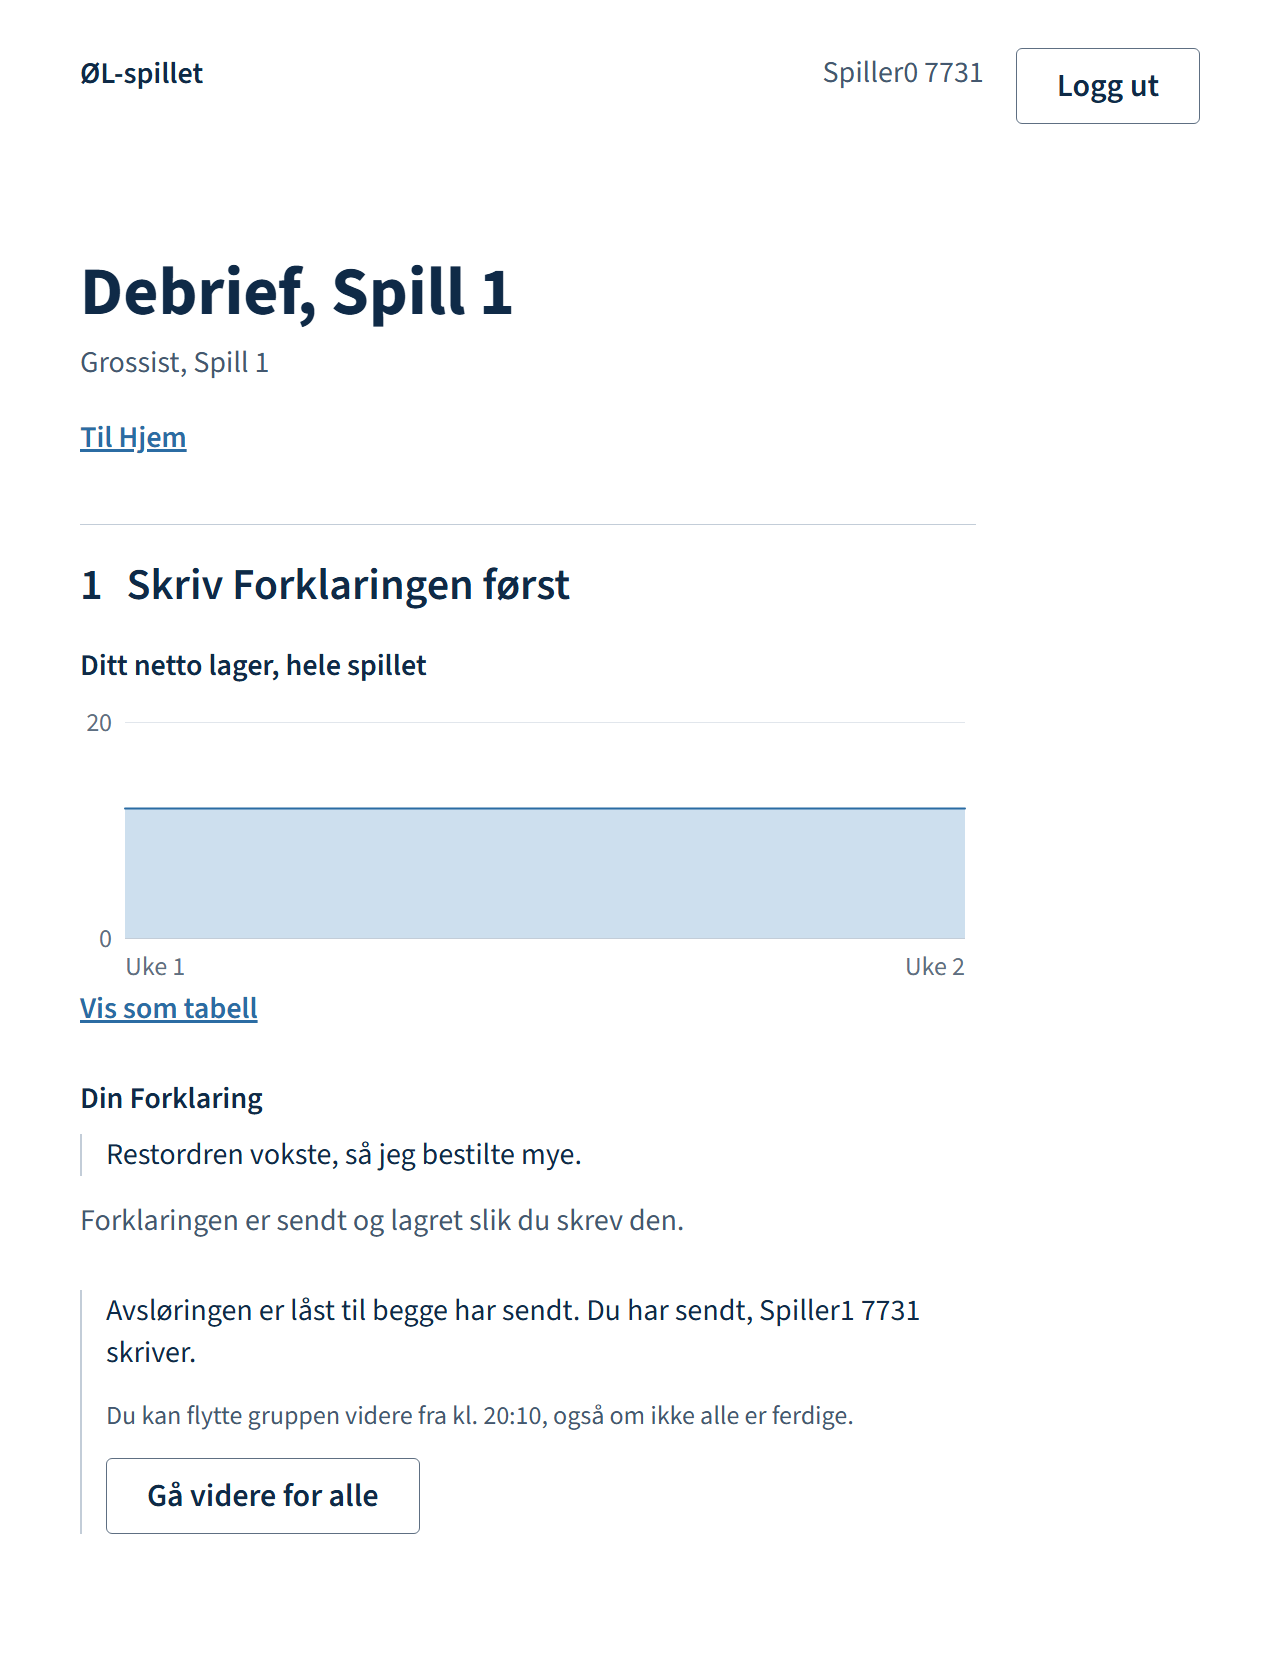 ØL-spillet
Spiller0 7731
Logg ut
Debrief, Spill 1
Grossist, Spill 1
Til Hjem
1 Skriv Forklaringen først
Ditt netto lager, hele spillet
20
0
Uke 1
Uke 2
Vis som tabell
Din Forklaring
Restordren vokste, så jeg bestilte mye.
Forklaringen er sendt og lagret slik du skrev den.
Avsløringen er låst til begge har sendt. Du har sendt, Spiller1 7731
skriver.
Du kan flytte gruppen videre fra kl. 20:10, også om ikke alle er ferdige.
Gå videre for alle